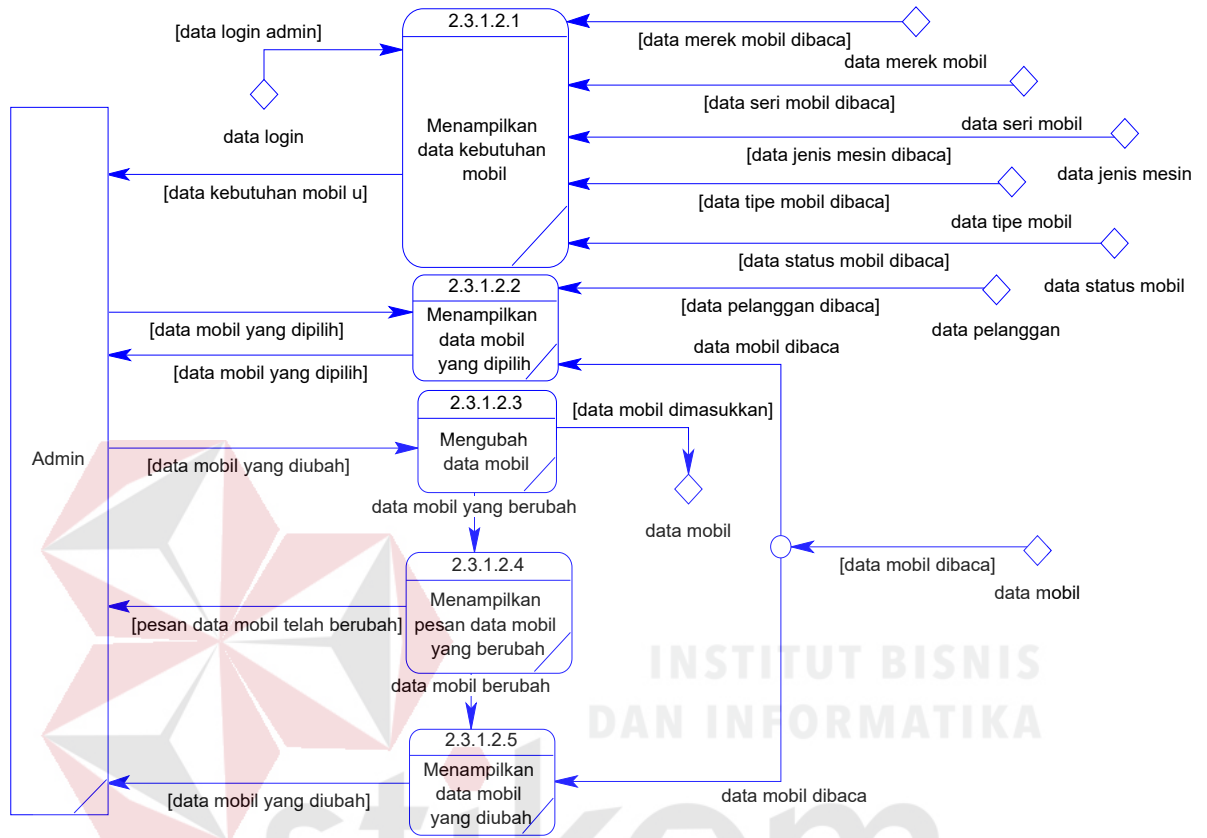 2.3.1.2.1
[data login admin]
[data merek mobil dibaca]
data merek mobil
[data seri mobil dibaca]
data seri mobil
data login
Menampilkan
data kebutuhan
mobil
[data jenis mesin dibaca]
data jenis mesin
[data kebutuhan mobil u]
[data tipe mobil dibaca]
data tipe mobil
[data status mobil dibaca]
data status mobil
2.3.1.2.2
Menampilkan
data mobil
yang dipilih
[data pelanggan dibaca]
data pelanggan
[data mobil yang dipilih]
data mobil dibaca
[data mobil yang dipilih]
2.3.1.2.3
[data mobil dimasukkan]
Mengubah
data mobil
Admin
[data mobil yang diubah]
data mobil yang berubah
data mobil
2.3.1.2.4
[data mobil dibaca]
data mobil
Menampilkan
pesan data mobil
yang berubah
[pesan data mobil telah berubah]
INSTITUT BISNIS
DAN INFORMATIKA
data mobil berubah
2.3.1.2.5
Menampilkan
data mobil
yang diubah
[data mobil yang diubah]
data mobil dibaca
stikom